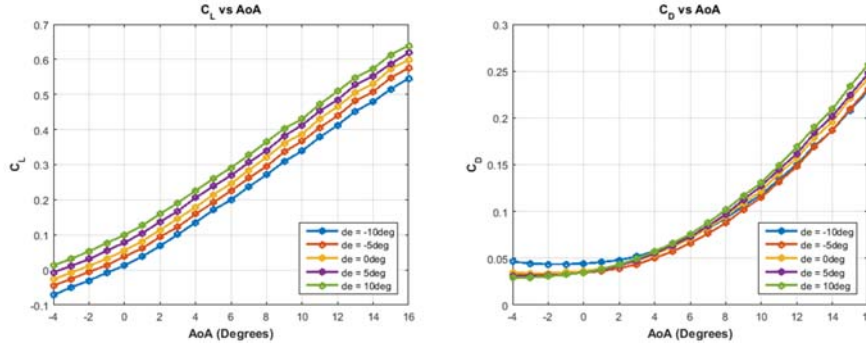 C_L vs AoA
0.7
0.6
0.5
0.4
0.3
0.2
0.1
0
-0.1
C_L
-4 -2 0 2 4 6 8 10 12 14 16
AoA (Degrees)
de = -10deg
de = -5deg
de = 0deg
de = 5deg
de = 10deg
C_D vs AoA
0.3
0.25
0.2
0.15
0.1
0.05
0
C_D
-4 -2 0 2 4 6 8 10 12 14 1
AoA (Degrees)
de = -10deg
de = -5deg
de = 0deg
de = 5deg
de = 10deg